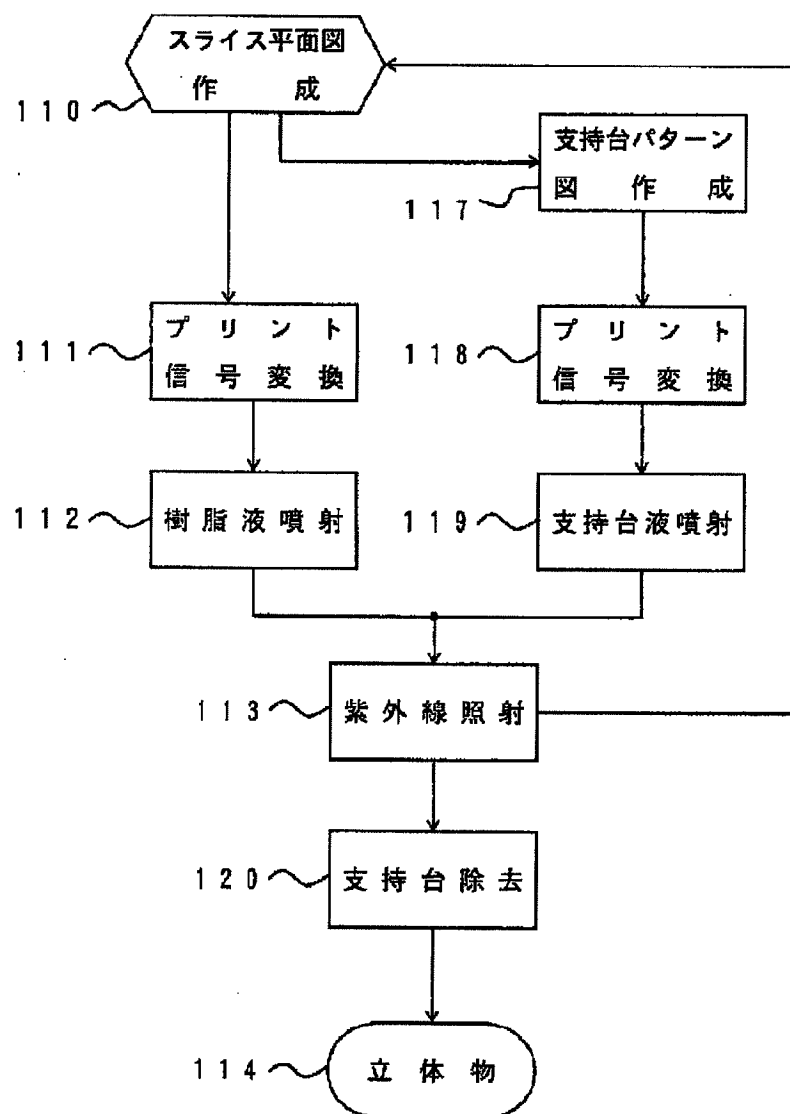 スライス平面図
作成
110
支持台パターン
図作成
117
プリント
信号変換
111
プリント
信号変換
118
樹脂液噴射
112
支持台液噴射
119
紫外線照射
113
支持台除去
120
立体物
114